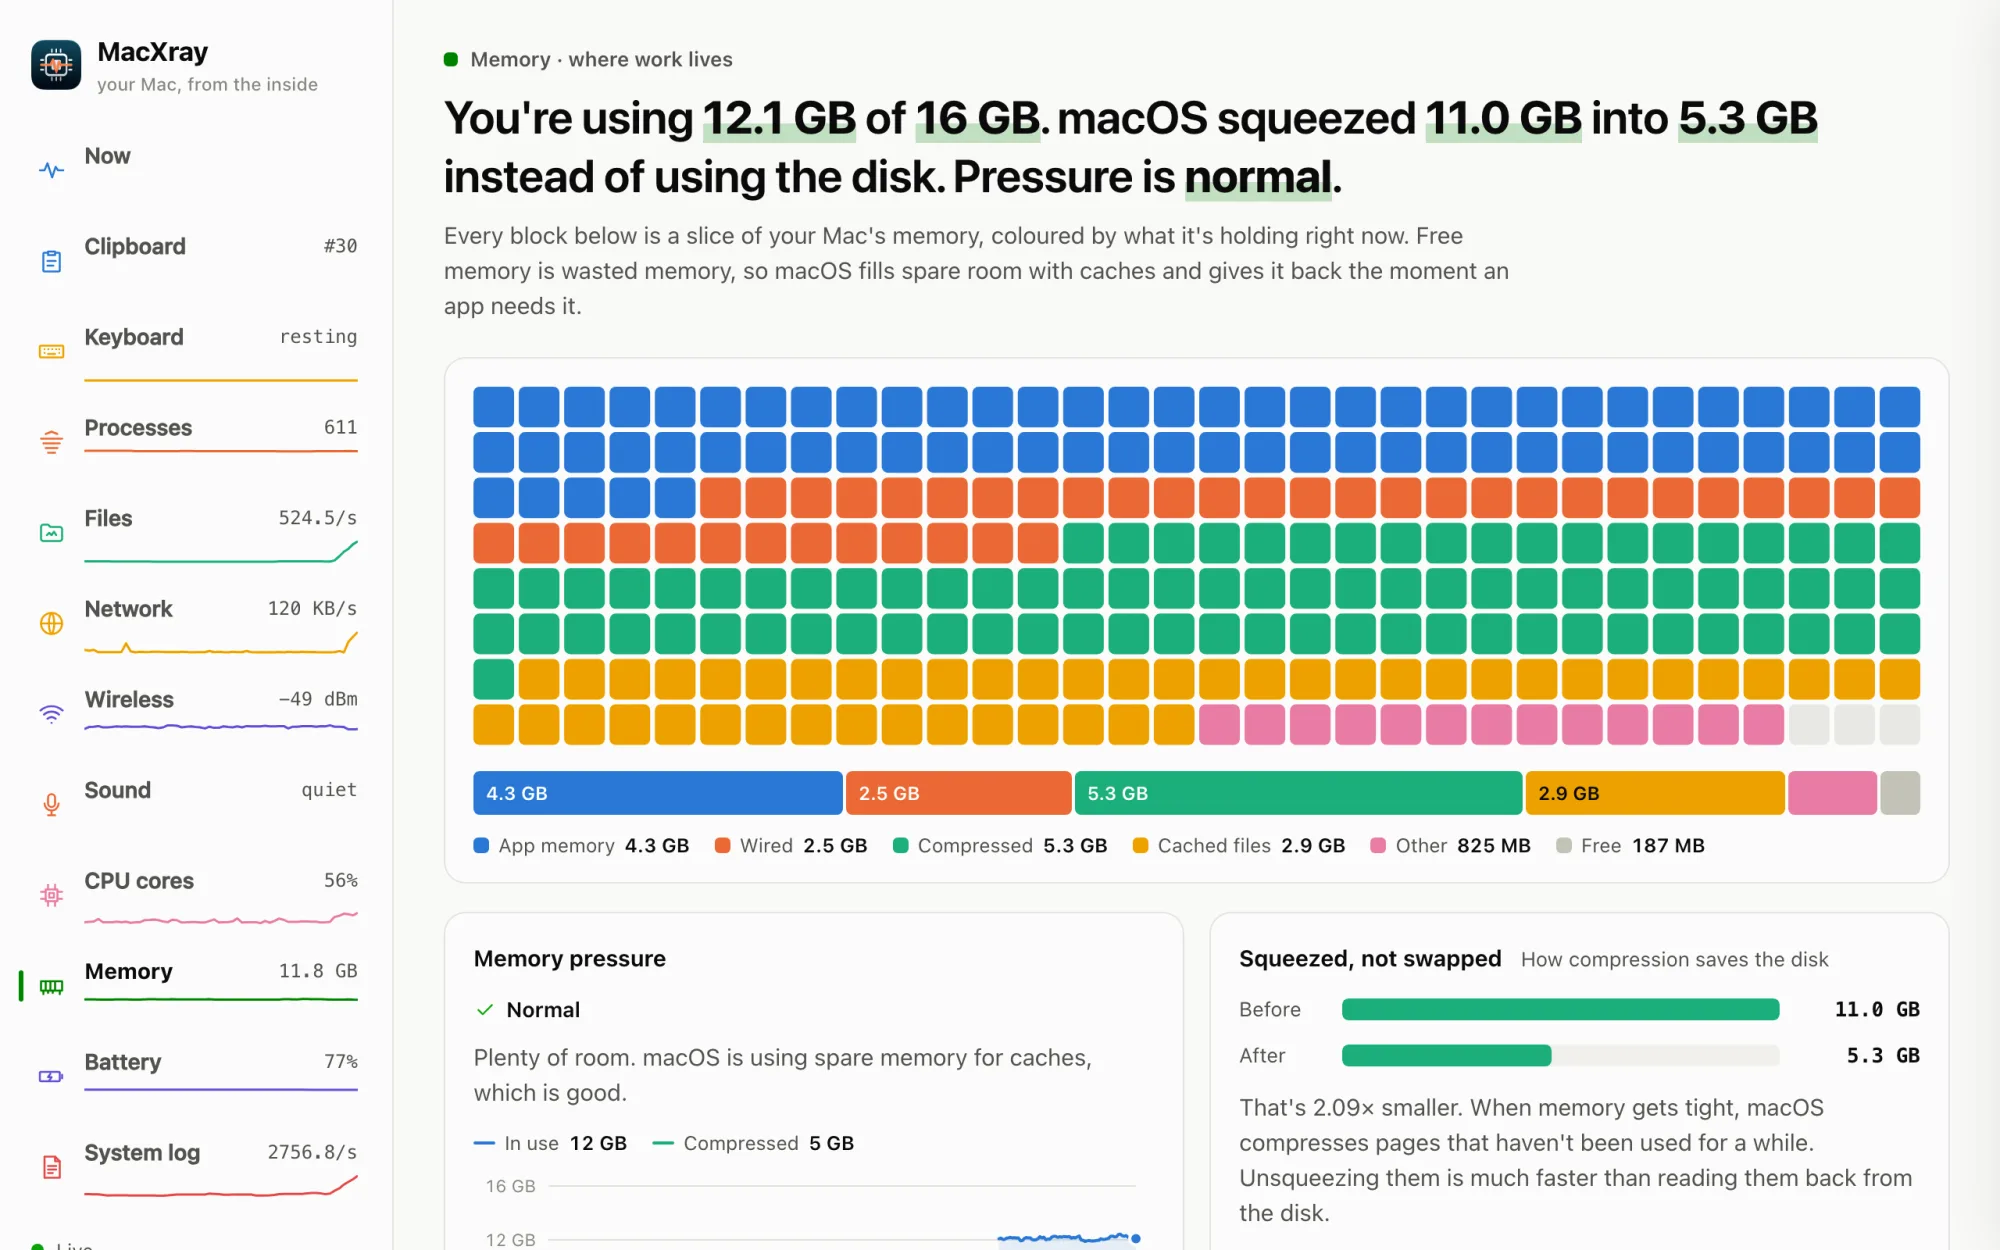 MacXray
your Mac, from the inside
Now
Clipboard #30
Keyboard resting
Processes 611
Files 524.5/s
Network 120 KB/s
Wireless −49 dBm
Sound quiet
CPU cores 56%
Memory 11.8 GB
Battery 77%
System log 2756.8/s
Live
Memory · where work lives
You're using 12.1 GB of 16 GB. macOS squeezed 11.0 GB into 5.3 GB
instead of using the disk. Pressure is normal.
Every block below is a slice of your Mac's memory, coloured by what it's holding right now. Free
memory is wasted memory, so macOS fills spare room with caches and gives it back the moment an
app needs it.
4.3 GB 2.5 GB 5.3 GB 2.9 GB
App memory 4.3 GB Wired 2.5 GB Compressed 5.3 GB Cached files 2.9 GB Other 825 MB Free 187 MB
Memory pressure
Normal
Plenty of room. macOS is using spare memory for caches,
which is good.
In use 12 GB Compressed 5 GB
16 GB
12 GB
Squeezed, not swapped How compression saves the disk
Before 11.0 GB
After 5.3 GB
That's 2.09× smaller. When memory gets tight, macOS
compresses pages that haven't been used for a while.
Unsqueezing them is much faster than reading them back from
the disk.